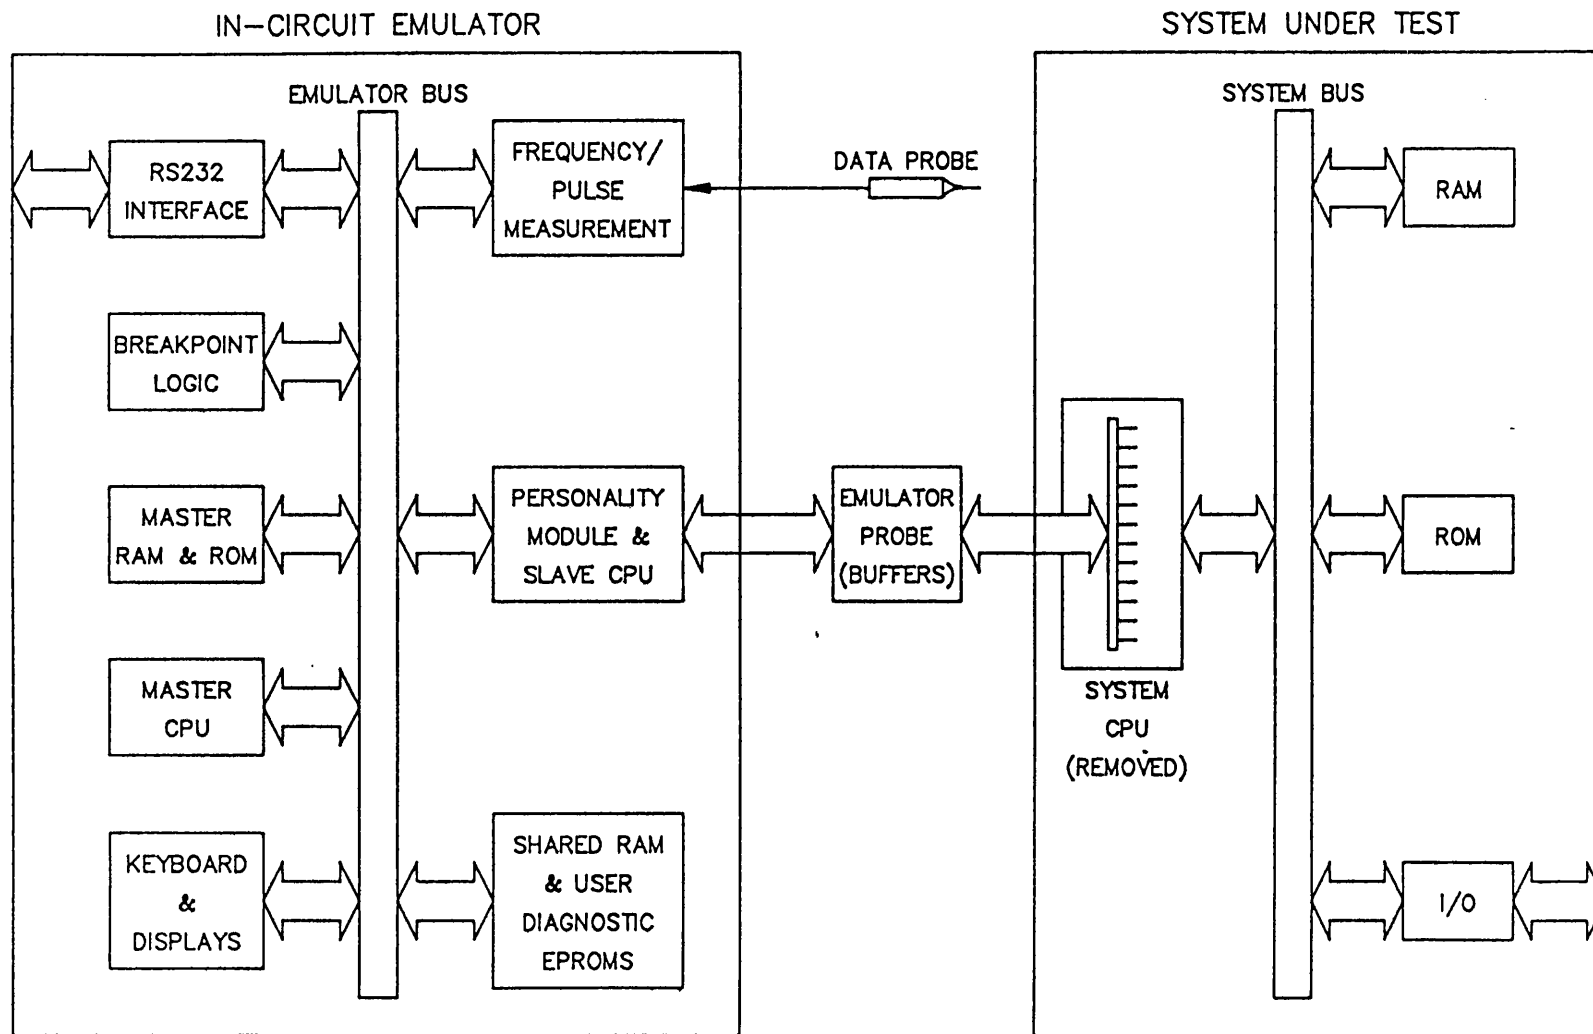 IN-CIRCUIT EMULATOR
SYSTEM UNDER TEST
EMULATOR BUS
SYSTEM BUS
RS232
INTERFACE
FREQUENCY/
PULSE
MEASUREMENT
DATA PROBE
RAM
BREAKPOINT
LOGIC
MASTER
RAM & ROM
PERSONALITY
MODULE &
SLAVE CPU
EMULATOR
PROBE
(BUFFERS)
ROM
MASTER
CPU
SYSTEM
CPU
(REMOVED)
KEYBOARD
&
DISPLAYS
SHARED RAM
& USER
DIAGNOSTIC
EPROMS
I/O